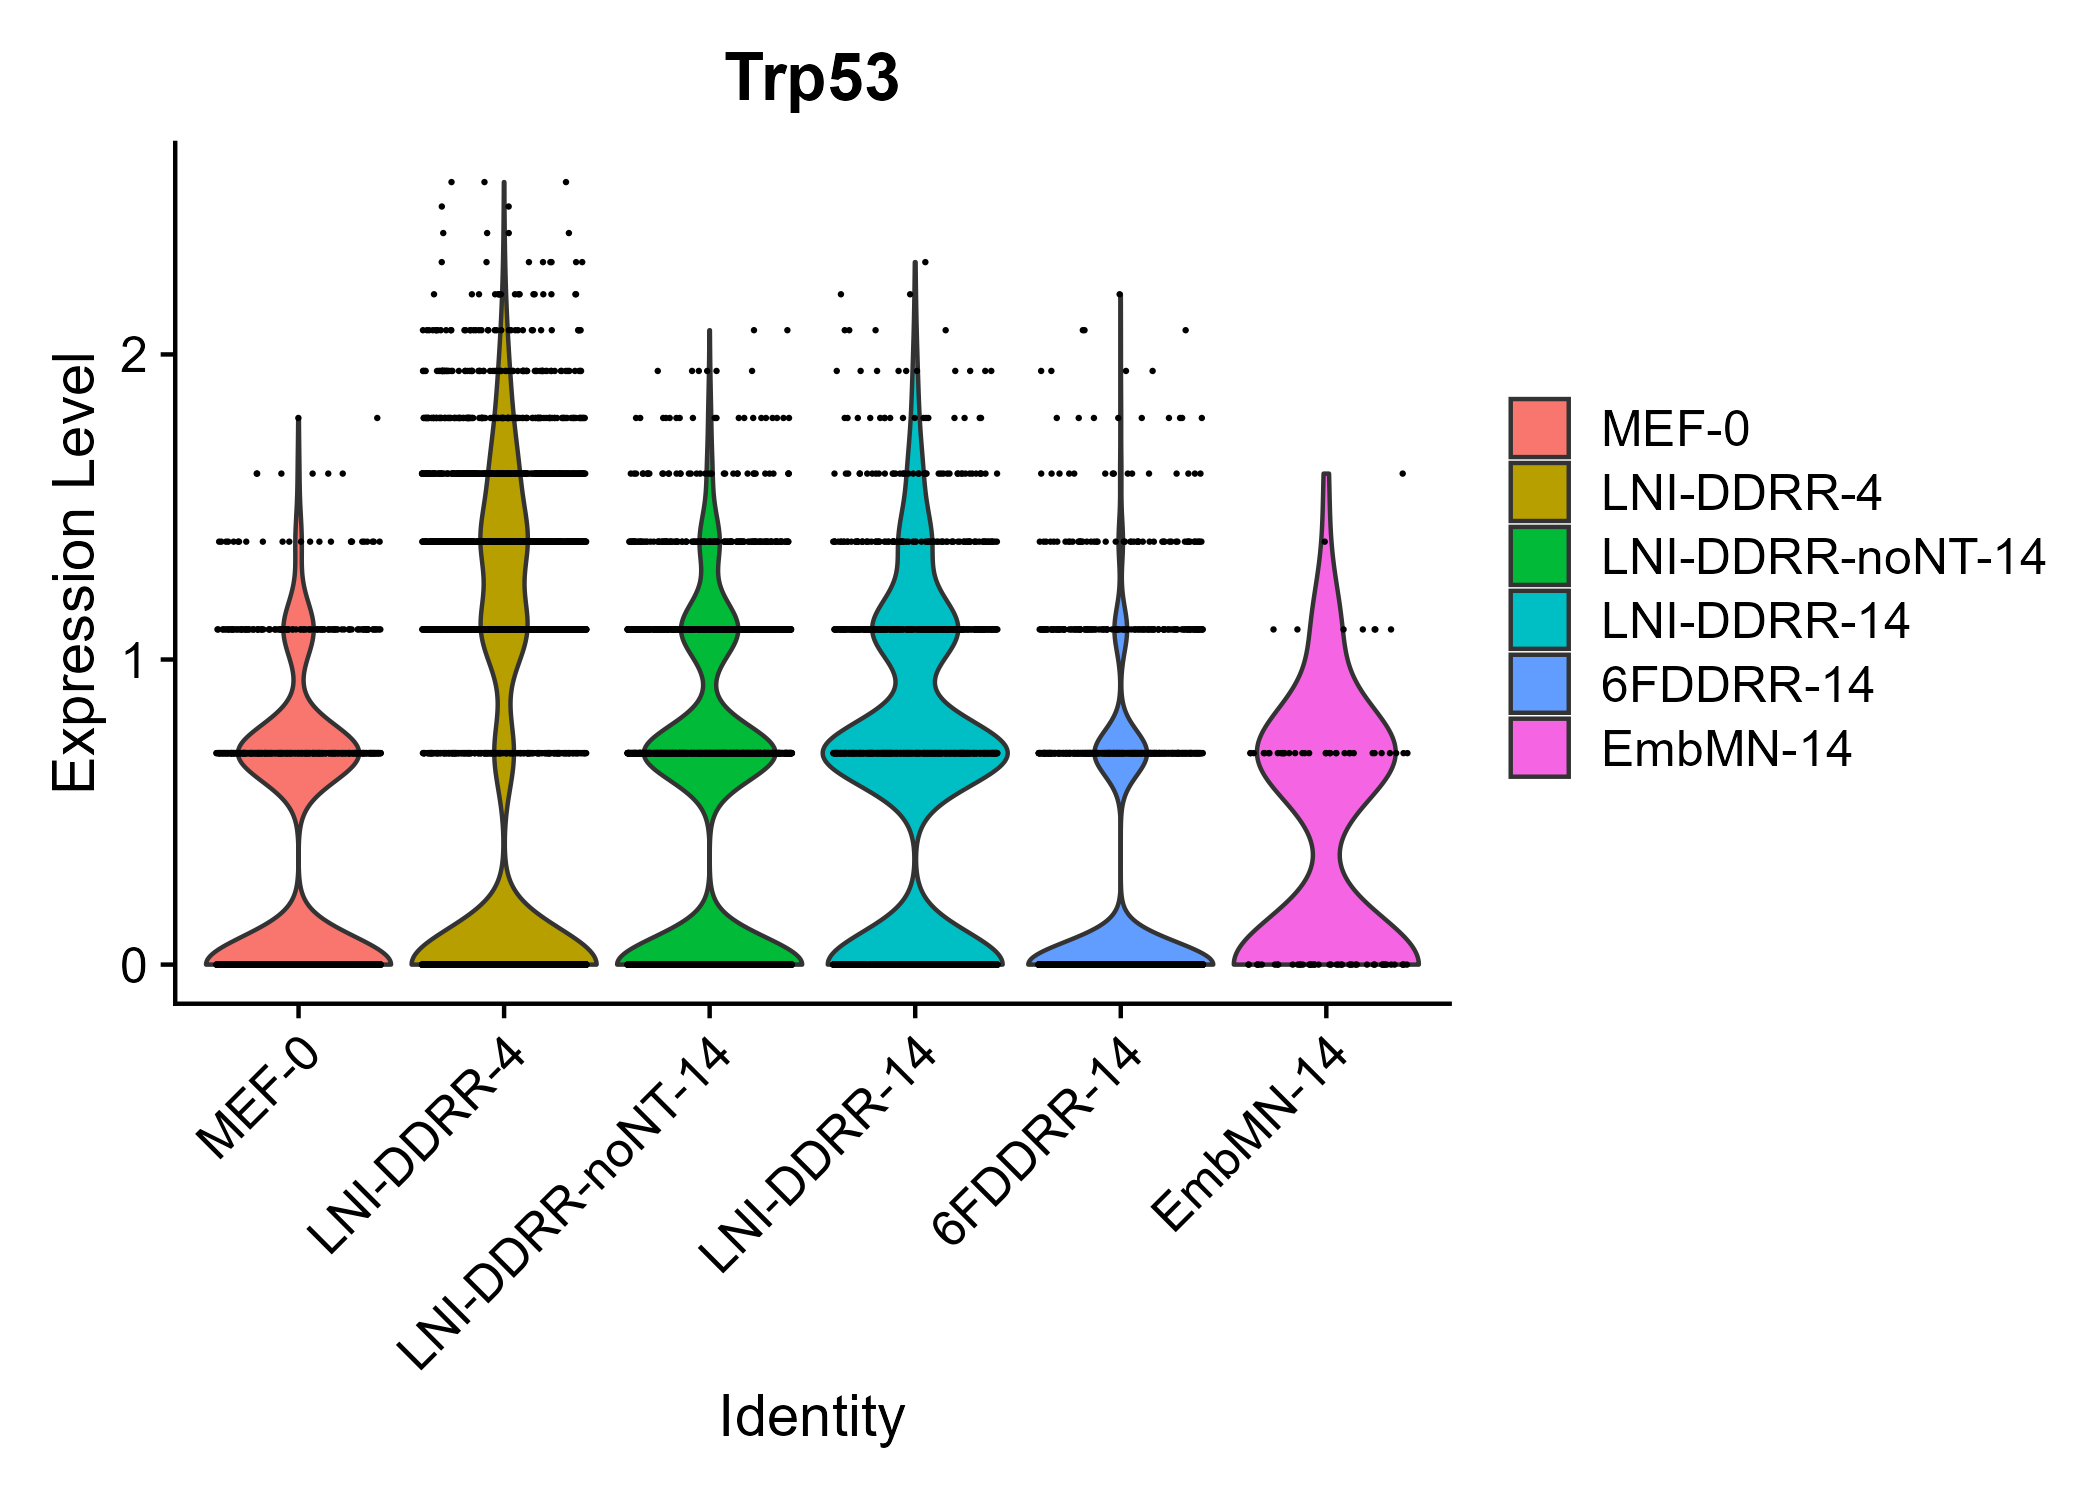 Trp53
Expression Level
2
1
0
MEF-0
LNI-DDRR-4
LNI-DDRR-noNT-14
LNI-DDRR-14
6FDDRR-14
EmbMN-14
Identity
MEF-0
LNI-DDRR-4
LNI-DDRR-noNT-14
LNI-DDRR-14
6FDDRR-14
EmbMN-14